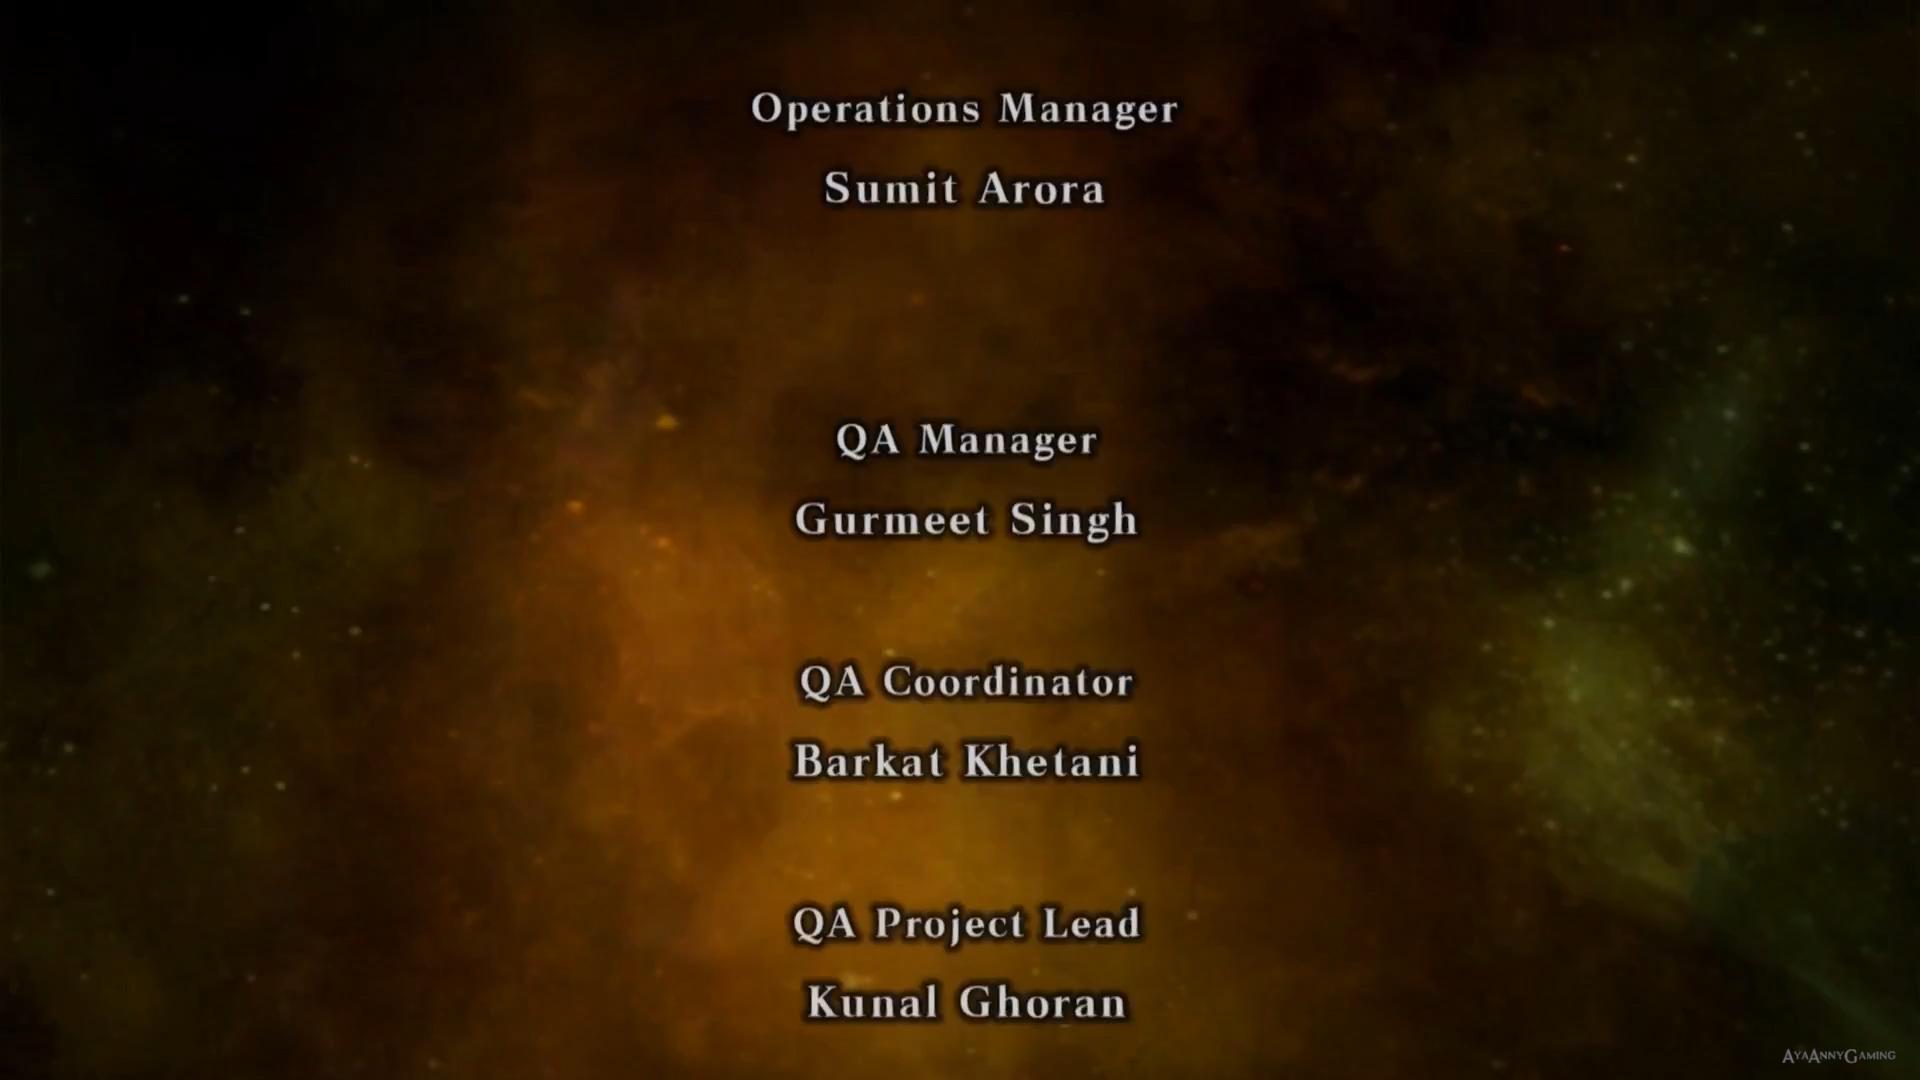 Operations Manager
Sumit Arora
QA Manager
Gurmeet Singh
QA Coordinator
Barkat Khetani
QA Project Lead
Kunal Ghoran
AyaAnnyGaming